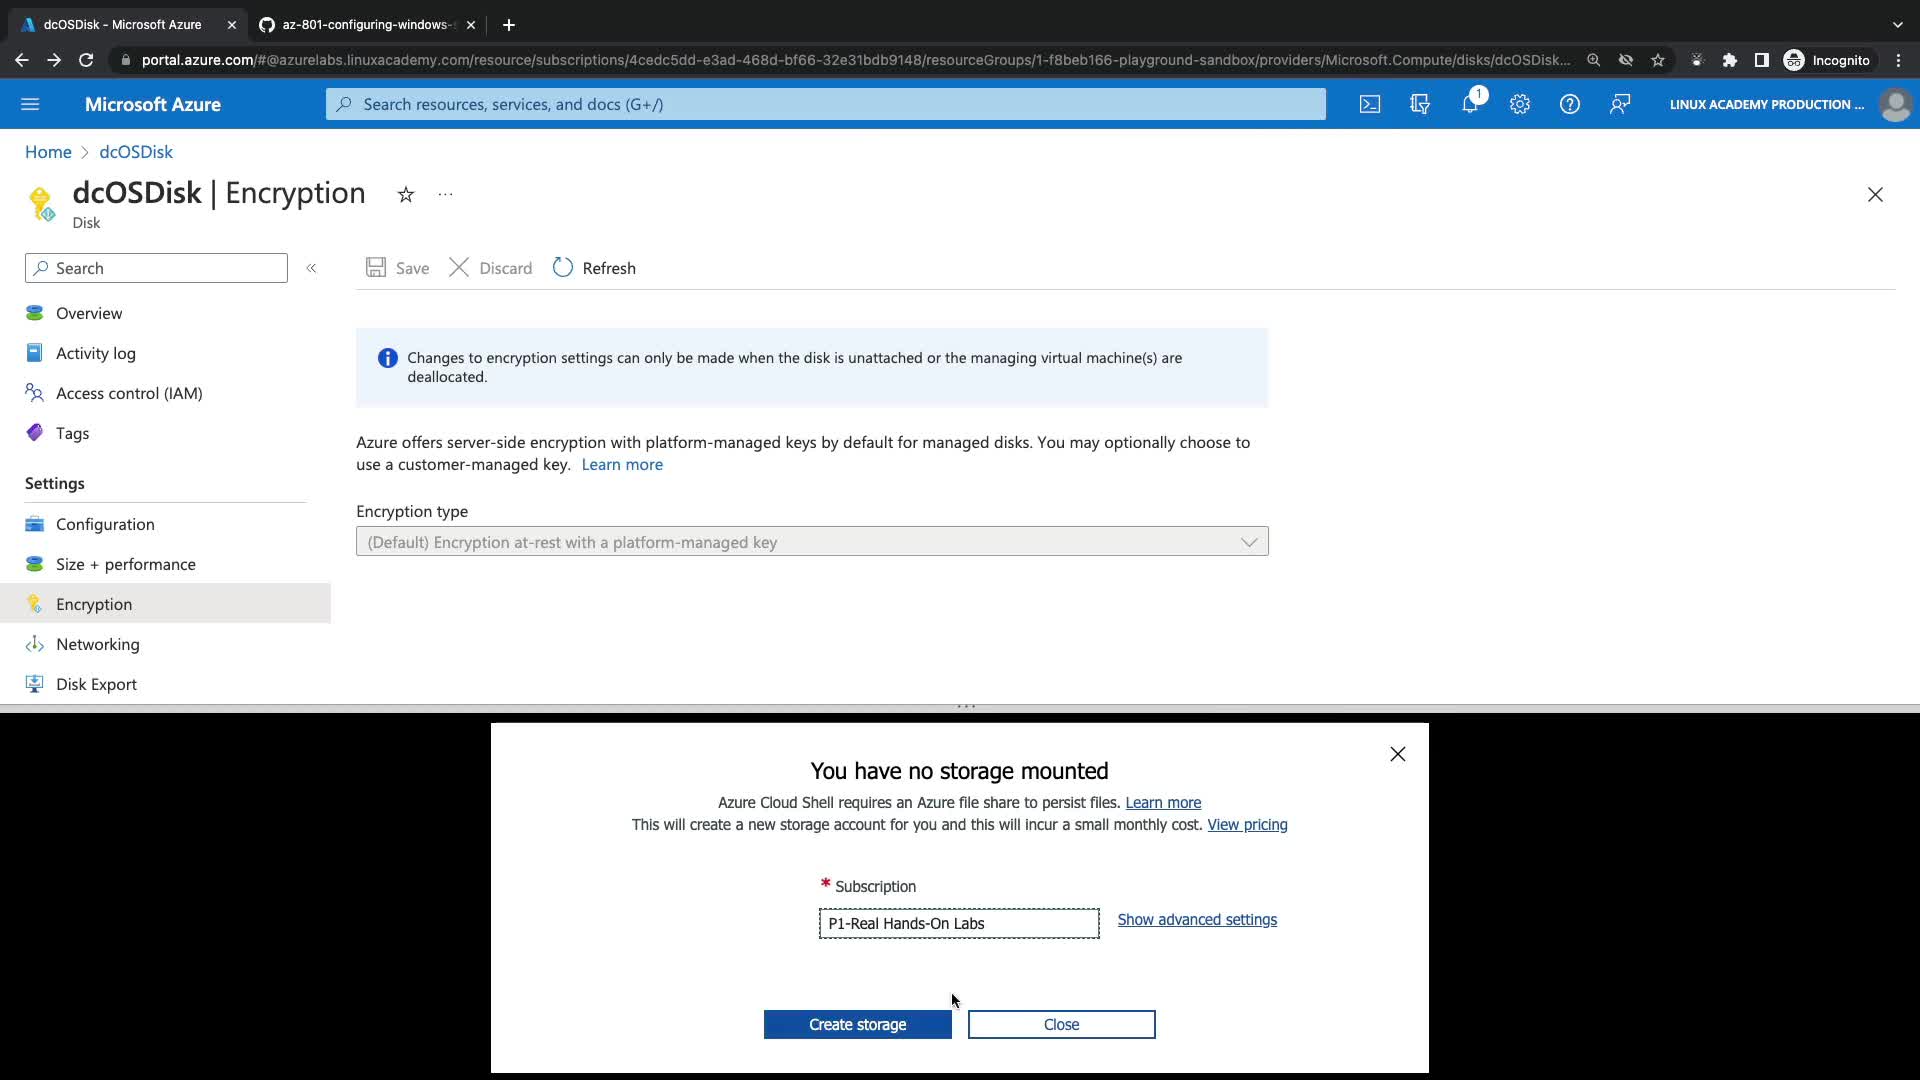 dcOSDisk - Microsoft Azure
az-801-configuring-windows-
portal.azure.com/#@azurelabs.linuxacademy.com/resource/subscriptions/4cedc5dd-e3ad-468d-bf66-32e31bdb9148/resourceGroups/1-f8beb166-playground-sandbox/providers/Microsoft.Compute/disks/dcOSDisk...
Incognito
Microsoft Azure
Search resources, services, and docs (G+/)
1
LINUX ACADEMY PRODUCTION ...
Home > dcOSDisk
dcOSDisk | Encryption
...
Disk
Search
«
Save
Discard
Refresh
Overview
Activity log
Access control (IAM)
Tags
Settings
Configuration
Size + performance
Encryption
Networking
Disk Export
Changes to encryption settings can only be made when the disk is unattached or the managing virtual machine(s) are
deallocated.
Azure offers server-side encryption with platform-managed keys by default for managed disks. You may optionally choose to
use a customer-managed key. Learn more
Encryption type
(Default) Encryption at-rest with a platform-managed key
You have no storage mounted
Azure Cloud Shell requires an Azure file share to persist files. Learn more
This will create a new storage account for you and this will incur a small monthly cost. View pricing
* Subscription
P1-Real Hands-On Labs
Show advanced settings
Create storage
Close